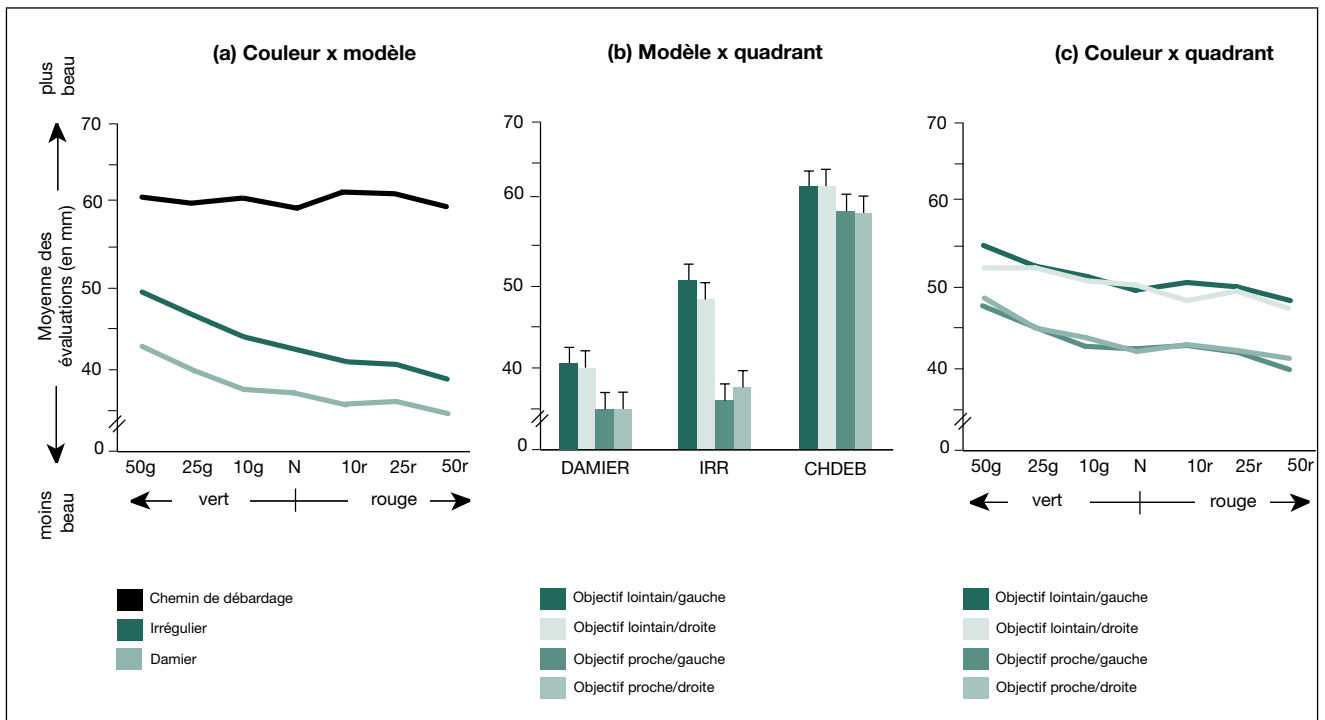 (a) Couleur x modèle
plus
beau
Moyenne des
évaluations (en mm)
moins
beau
70
60
50
40
0
50g 25g 10g N 10r 25r 50r
vert rouge
Chemin de débardage
Irrégulier
Damier
(b) Modèle x quadrant
70
60
50
40
0
DAMIER IRR CHDEB
Objectif lointain/gauche
Objectif lointain/droite
Objectif proche/gauche
Objectif proche/droite
(c) Couleur x quadrant
70
60
50
40
0
50g 25g 10g N 10r 25r 50r
vert rouge
Objectif lointain/gauche
Objectif lointain/droite
Objectif proche/gauche
Objectif proche/droite